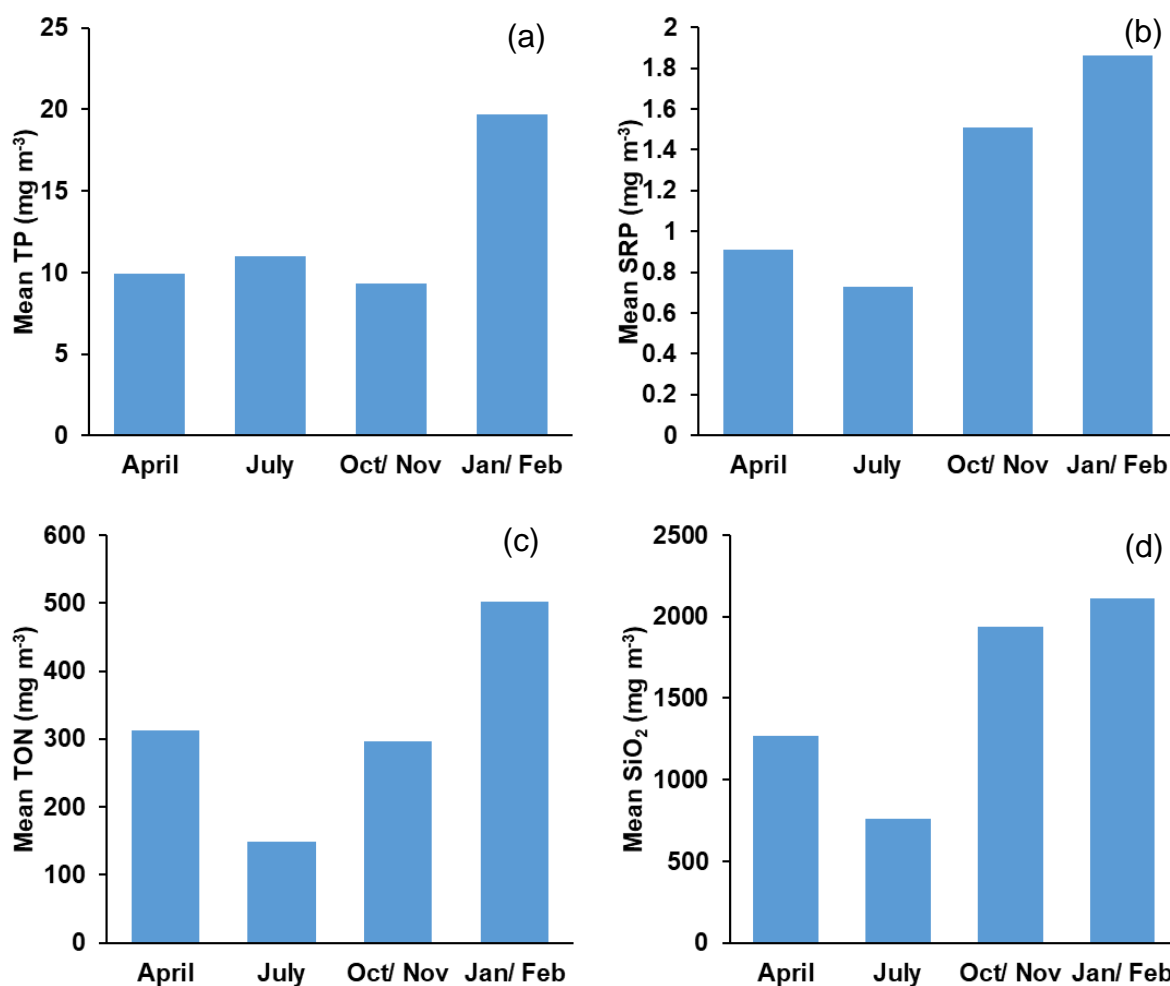 (a)
Mean TP (mg m-3)
25
20
15
10
5
0
April July Oct/ Nov Jan/ Feb
(b)
Mean SRP (mg m-3)
2
1.8
1.6
1.4
1.2
1
0.8
0.6
0.4
0.2
0
April July Oct/ Nov Jan/ Feb
(c)
Mean TON (mg m-3)
600
500
400
300
200
100
0
April July Oct/ Nov Jan/ Feb
(d)
Mean SiO2 (mg m-3)
2500
2000
1500
1000
500
0
April July Oct/ Nov Jan/ Feb